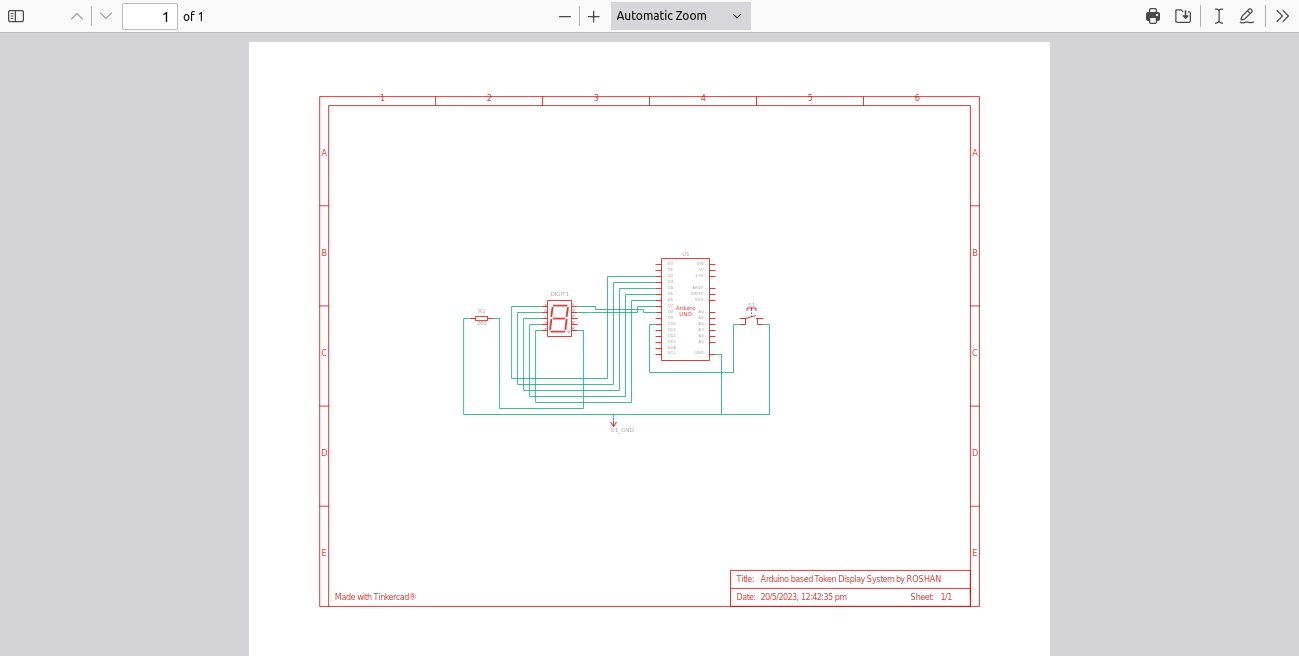 1 of 1 Automatic Zoom
1 2 3 4 5 6
A A
B B
U1
DIGIT1
R1
S1
200
Arduino
UNO
C C
U1_GND
D D
E E
Title: Arduino based Token Display System by ROSHAN
Made with Tinkercad®
Date: 20/5/2023, 12:42:35 pm Sheet: 1/1